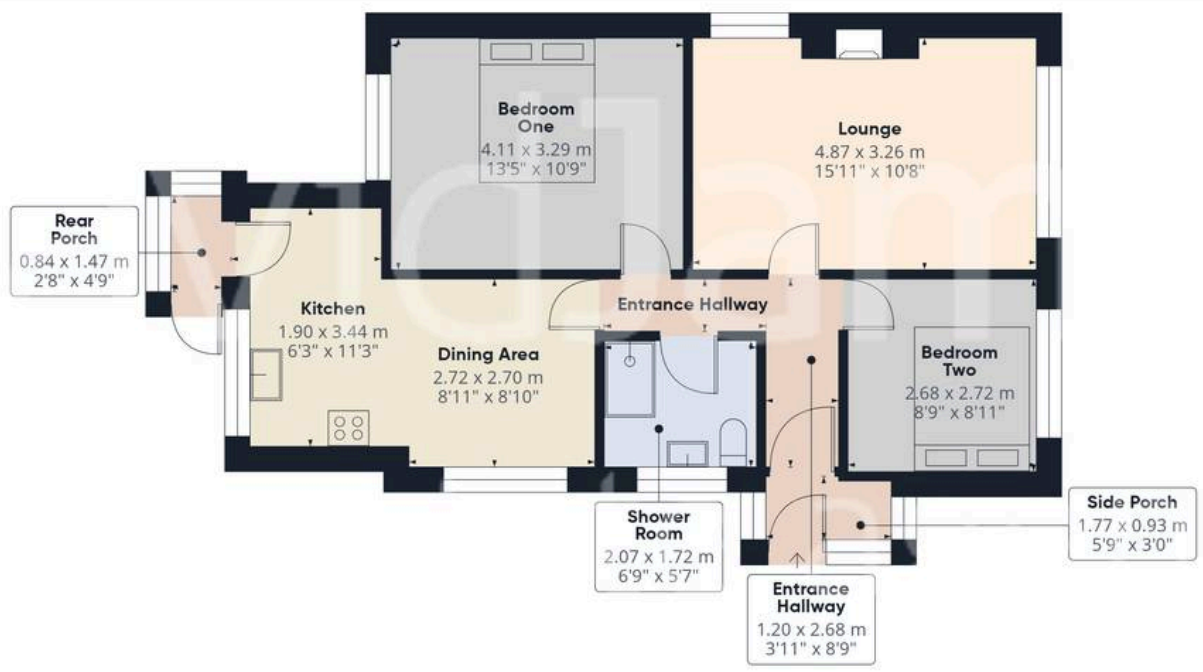 Bedroom
One
4.11 x 3.29 m
13'5" x 10'9"
Lounge
4.87 x 3.26 m
15'11" x 10'8"
Rear
Porch
0.84 x 1.47 m
2'8" x 4'9"
Kitchen
1.90 x 3.44 m
6'3" x 11'3"
Dining Area
2.72 x 2.70 m
8'11" x 8'10"
Entrance Hallway
Bedroom
Two
2.68 x 2.72 m
8'9" x 8'11"
Shower
Room
2.07 x 1.72 m
6'9" x 5'7"
Side Porch
1.77 x 0.93 m
5'9" x 3'0"
Entrance
Hallway
1.20 x 2.68 m
3'11" x 8'9"
vidJam